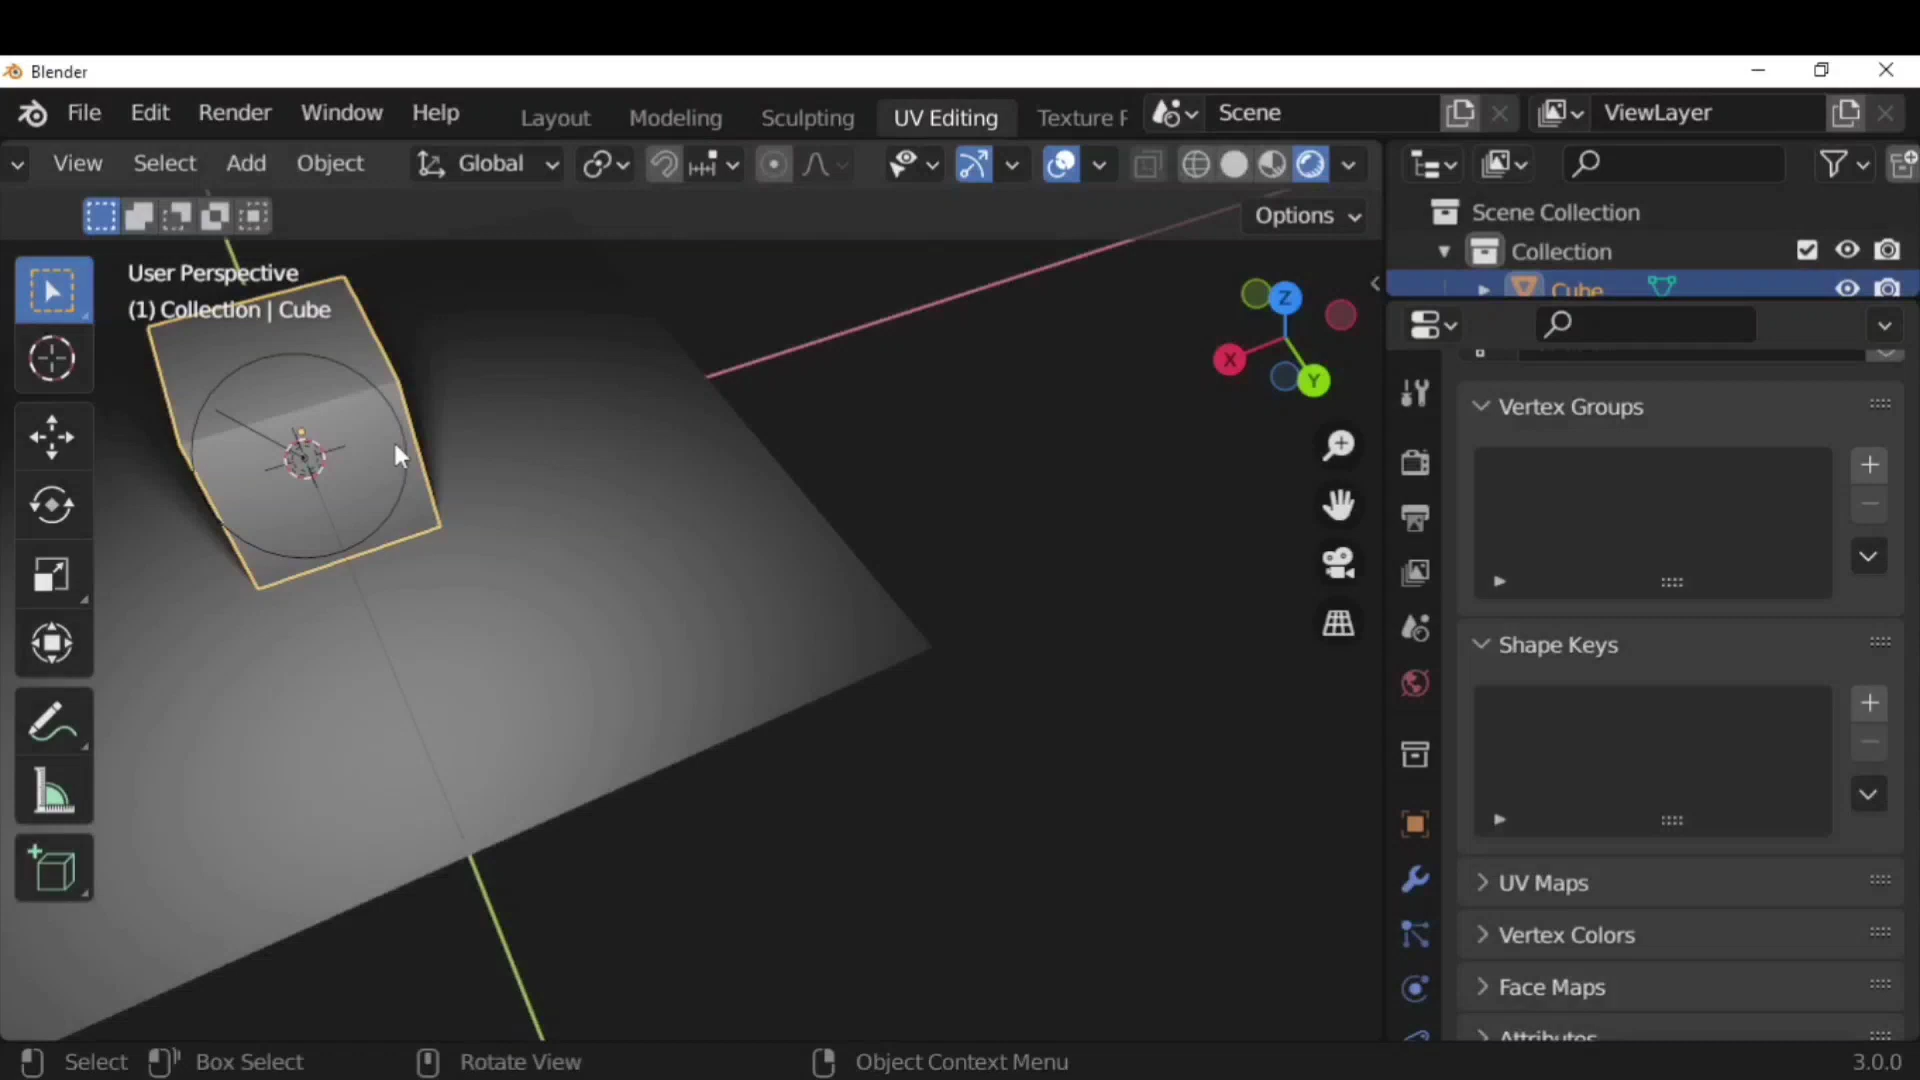 Blender
File Edit Render Window Help Layout Modeling Sculpting UV Editing Texture F Scene ViewLayer
View Select Add Object Global
Options
Scene Collection
Collection
Cube
User Perspective
(1) Collection | Cube
Z
X
Y
Vertex Groups
Shape Keys
UV Maps
Vertex Colors
Face Maps
Attributes
Select Box Select Rotate View Object Context Menu 3.0.0